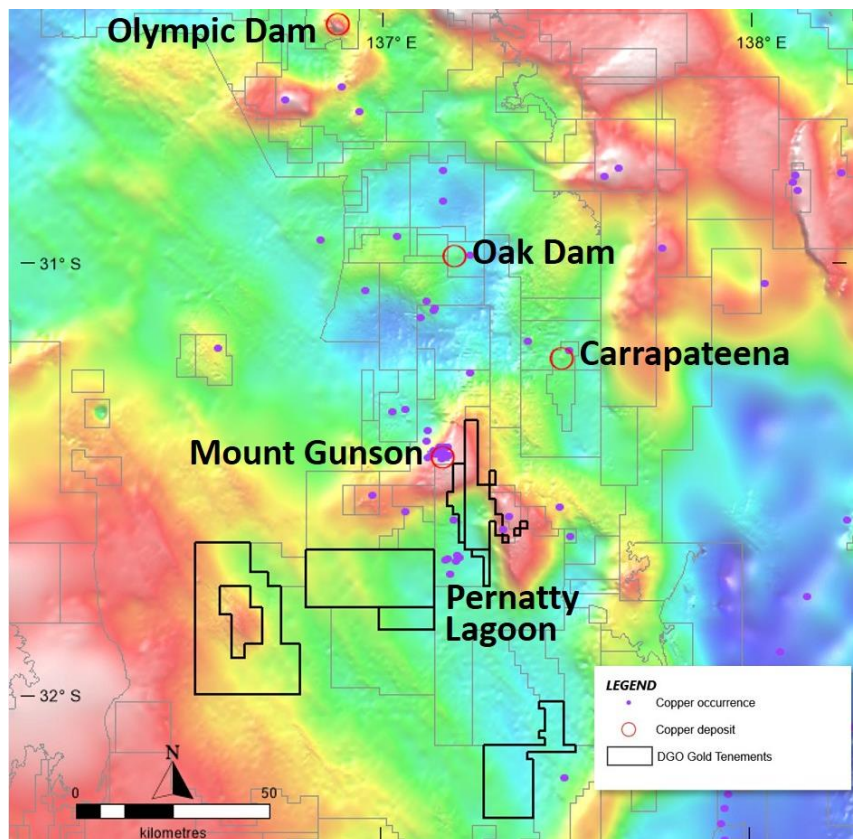 Olympic Dam
137° E
138° E
31° S
Oak Dam
Carrapateena
Mount Gunson
Pernatty
Lagoon
32° S
LEGEND
Copper occurrence
Copper deposit
DGO Gold Tenements
N
0 50
kilometres